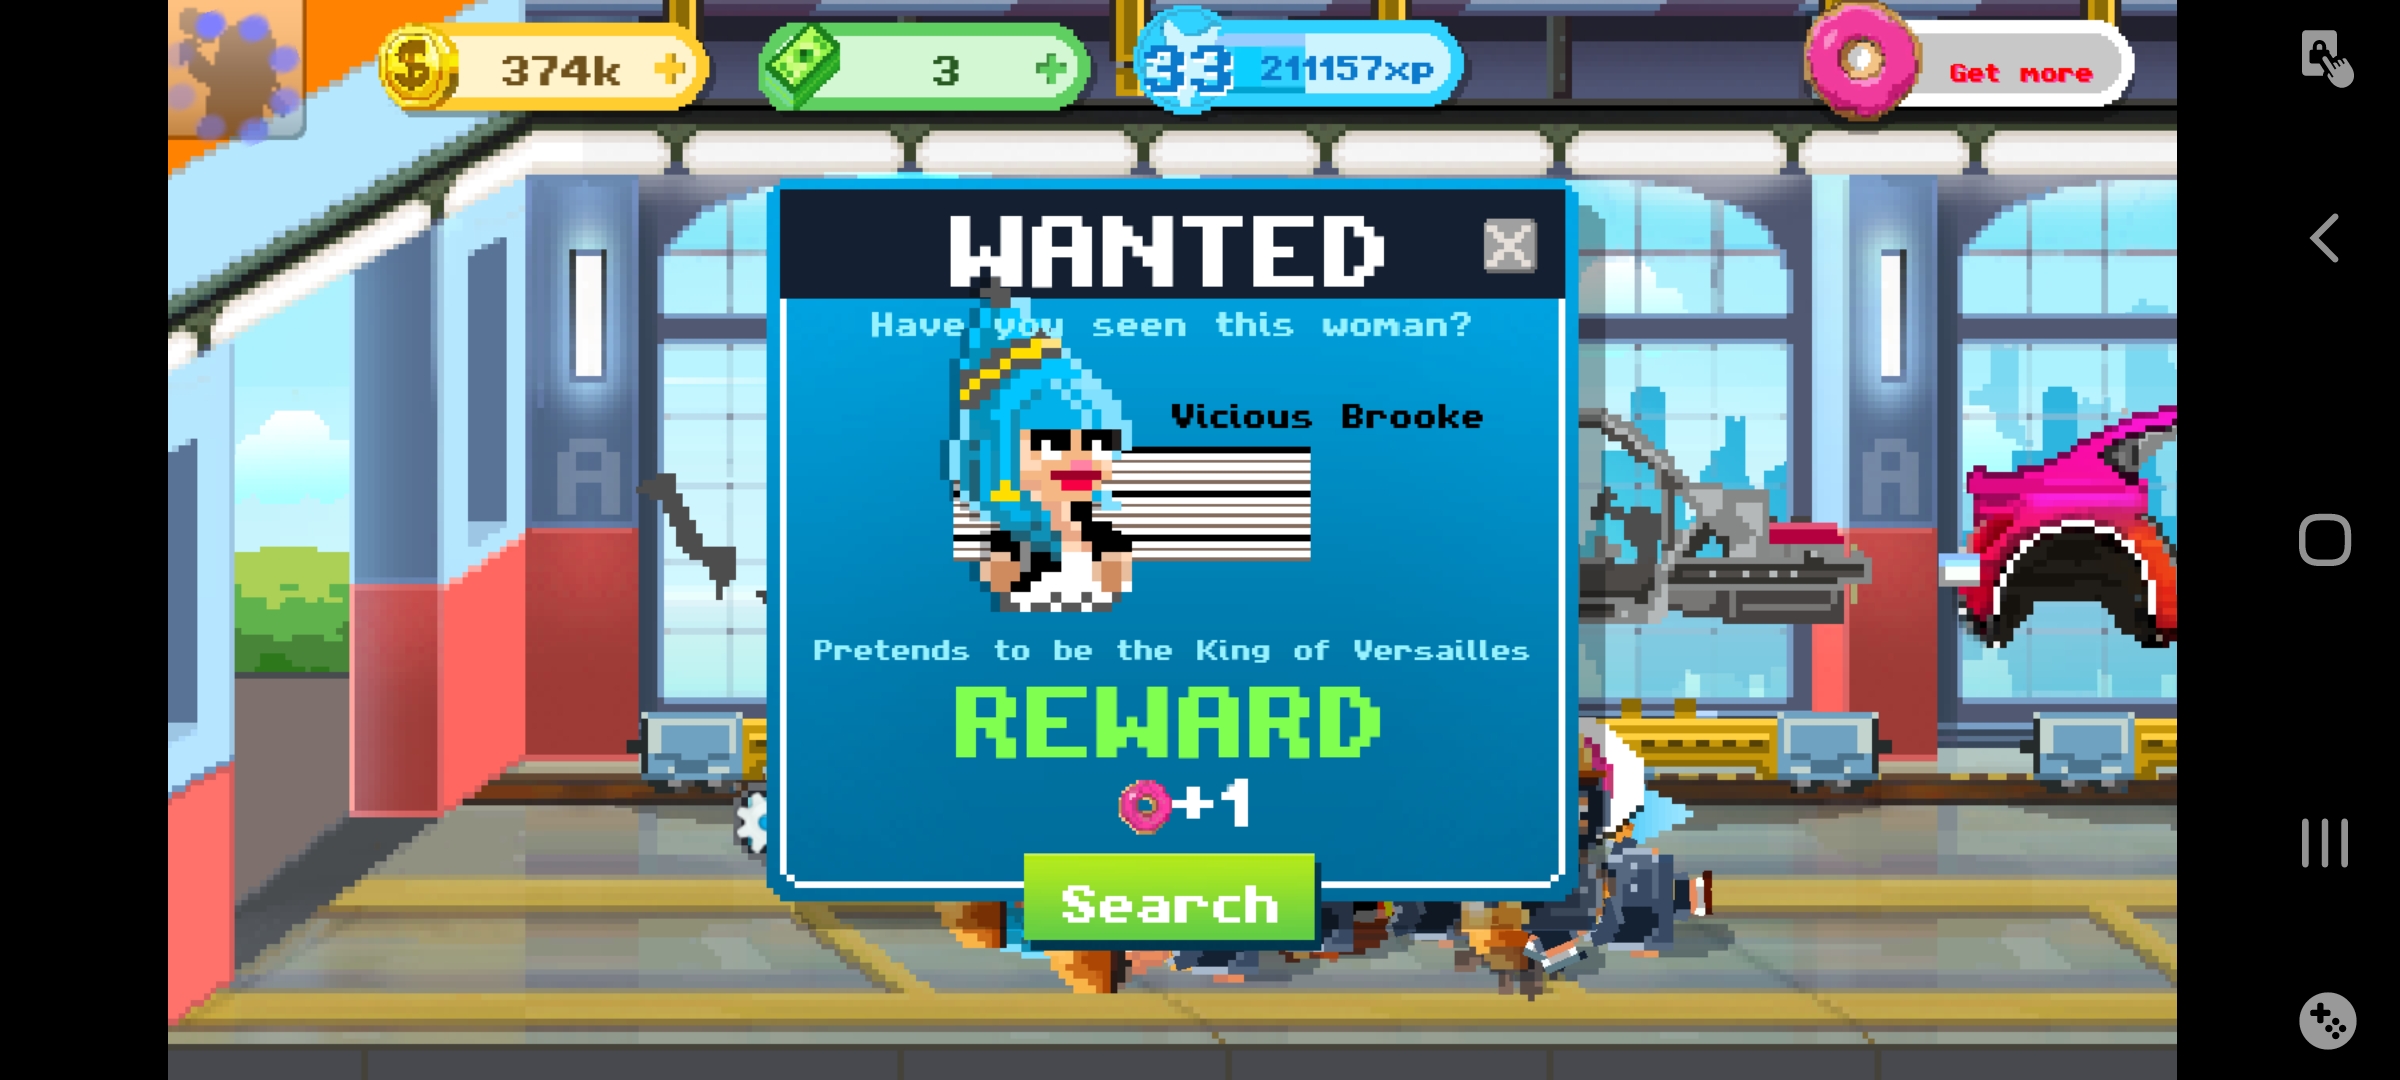 374k
3
33
211157xp
Get more
WANTED
Have you seen this woman?
Vicious Brooke
A
A
Pretends to be the King of Versailles
REWARD
+1
Search